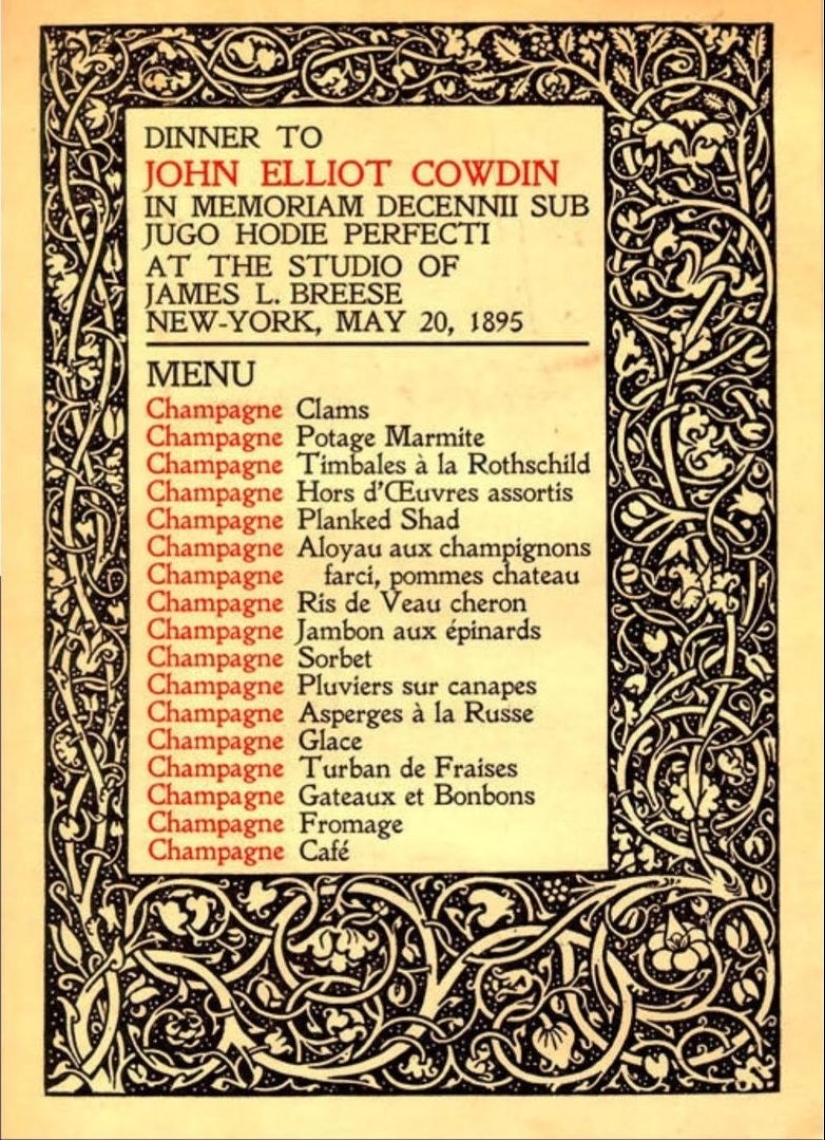 DINNER TO
JOHN ELLIOT COWDIN
IN MEMORIAM DECENNII SUB
JUGO HODIE PERFECTI
AT THE STUDIO OF
JAMES L. BREESE
NEW-YORK, MAY 20, 1895
MENU
Champagne Clams
Champagne Potage Marmite
Champagne Timbales à la Rothschild
Champagne Hors d'Œuvres assortis
Champagne Planked Shad
Champagne Aloyau aux champignons
Champagne farci, pommes chateau
Champagne Ris de Veau cheron
Champagne Jambon aux épinards
Champagne Sorbet
Champagne Pluviers sur canapes
Champagne Asperges à la Russe
Champagne Glace
Champagne Turban de Fraises
Champagne Gateaux et Bonbons
Champagne Fromage
Champagne Café